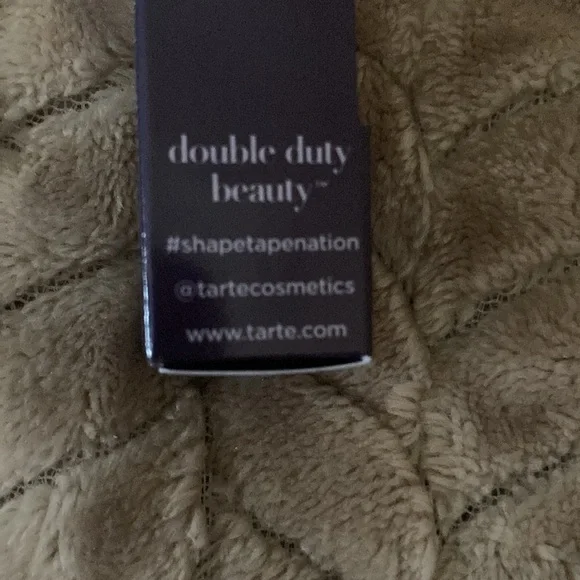 double duty
beauty™
#shapetapenation
@tartecosmetics
www.tarte.com